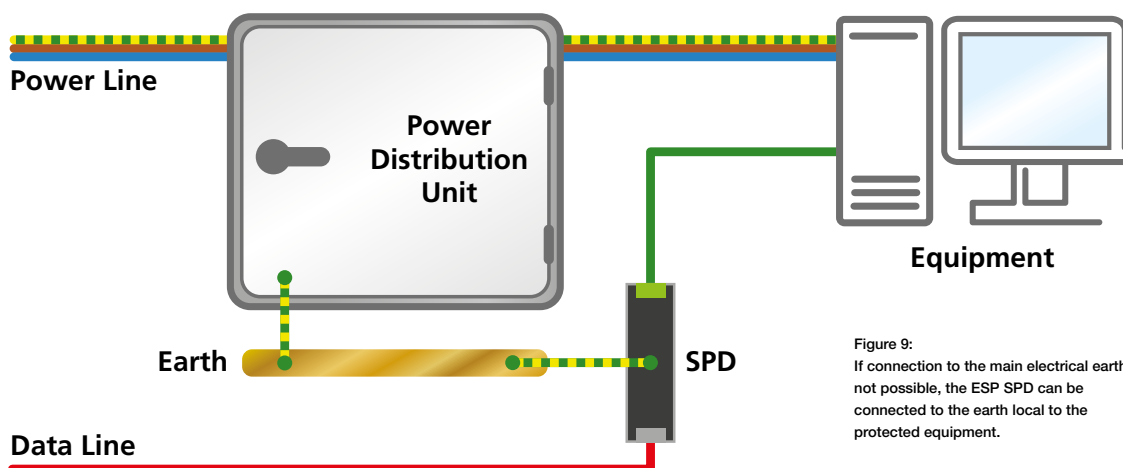 Power Line
Power
Distribution
Unit
Equipment
Earth
SPD
Figure 9:
If connection to the main electrical earth
not possible, the ESP SPD can be
connected to the earth local to the
protected equipment.
Data Line